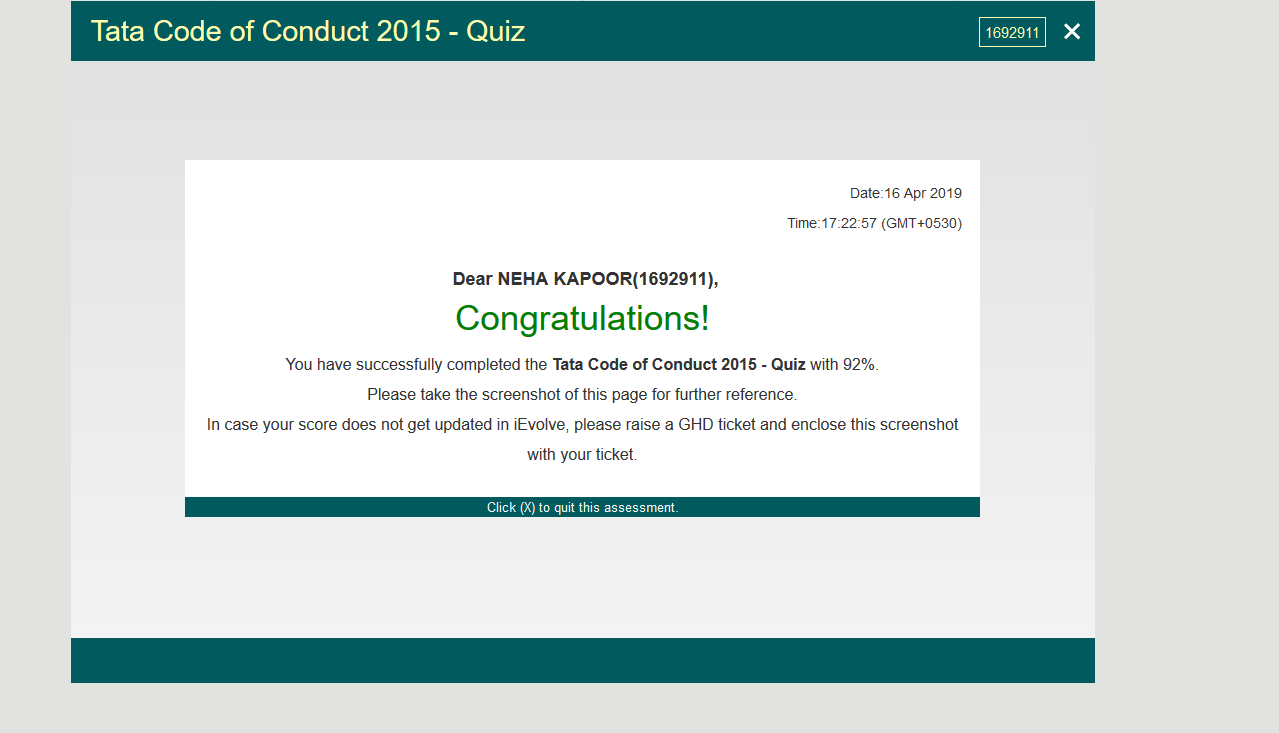 Tata Code of Conduct 2015 - Quiz
1692911
Date:16 Apr 2019
Time:17:22:57 (GMT+0530)
Dear NEHA KAPOOR(1692911),
Congratulations!
You have successfully completed the Tata Code of Conduct 2015 - Quiz with 92%.
Please take the screenshot of this page for further reference.
In case your score does not get updated in iEvolve, please raise a GHD ticket and enclose this screenshot
with your ticket.
Click (X) to quit this assessment.